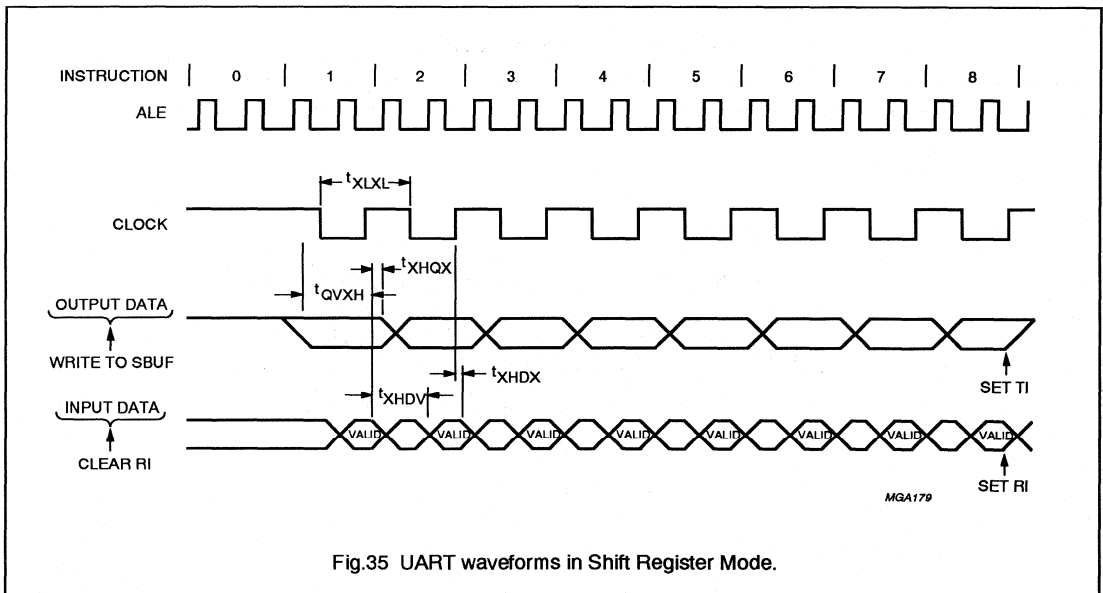 INSTRUCTION | 0 | 1 | 2 | 3 | 4 | 5 | 6 | 7 | 8 |
ALE
tXLXL
CLOCK
tXHQX
tQVXH
OUTPUT DATA
WRITE TO SBUF
tXHDX
SET TI
tXHDV
INPUT DATA
VALID VALID VALID VALID VALID VALID VALID VALID
CLEAR RI
SET RI
MGA179
Fig.35 UART waveforms in Shift Register Mode.